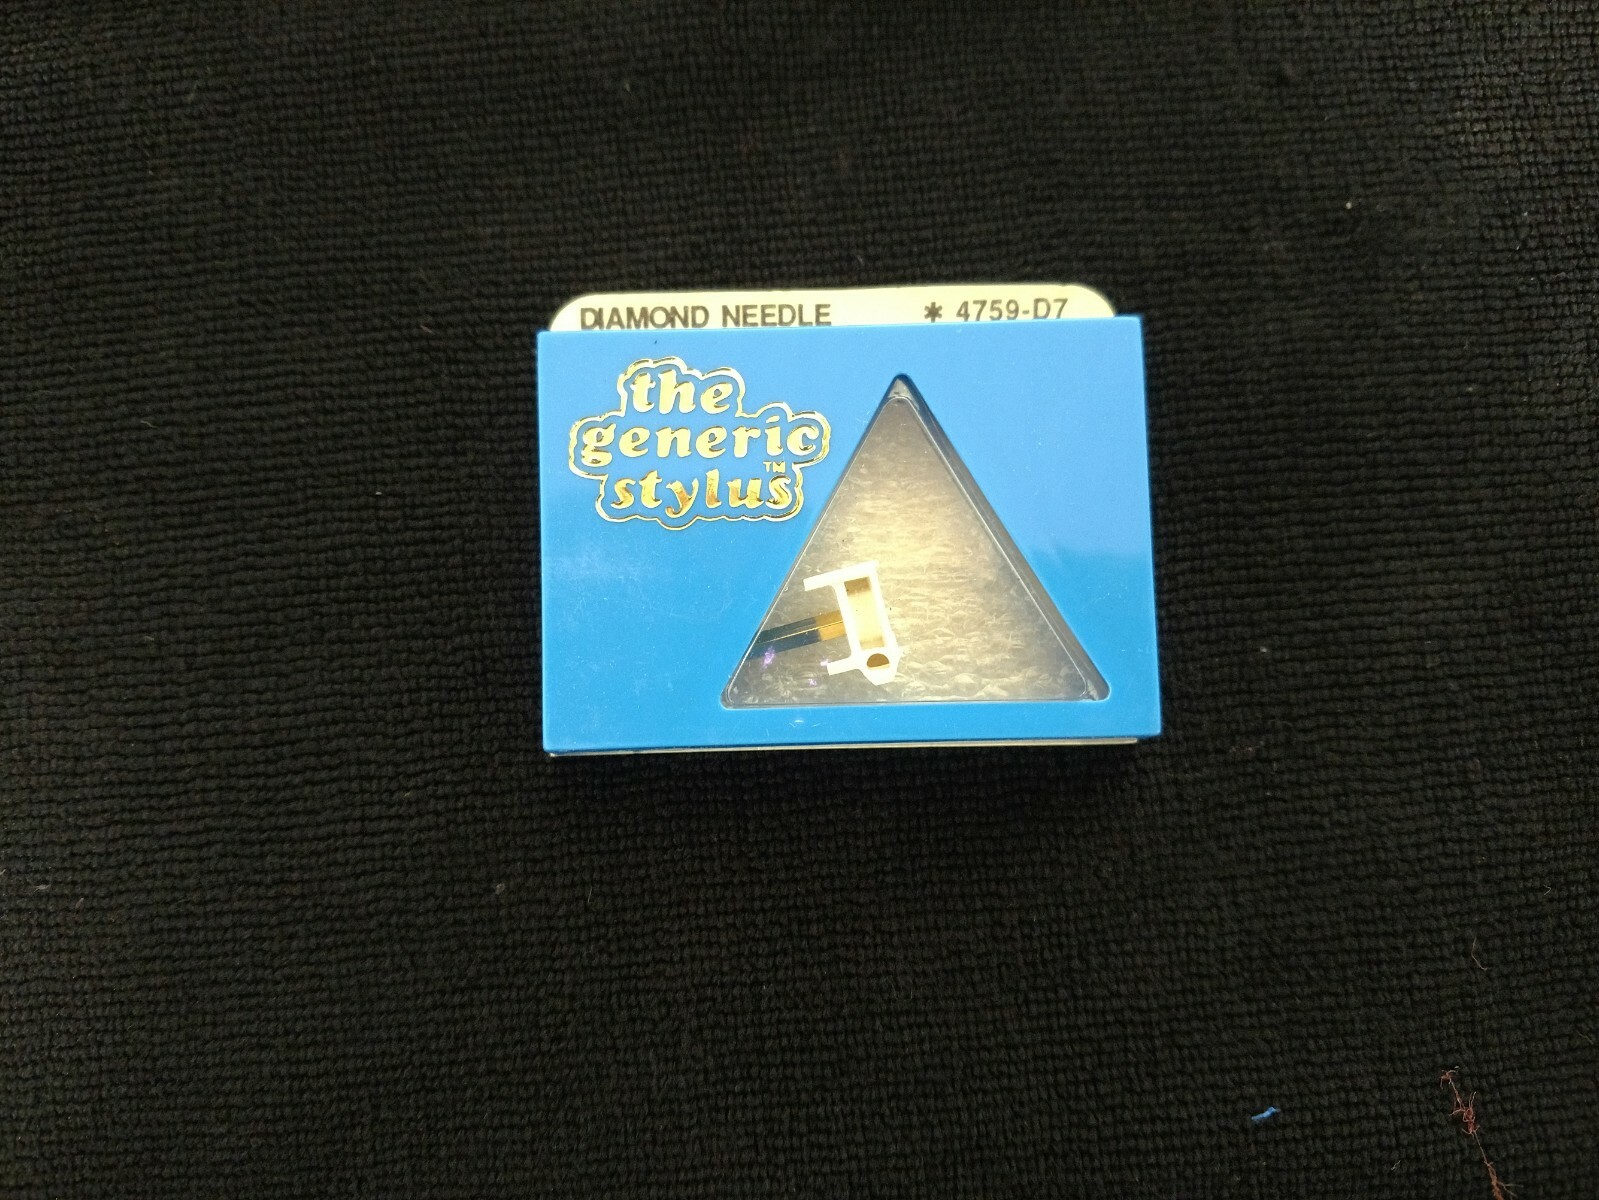 DIAMOND NEEDLE * 4759-D7
the
generic
stylus™